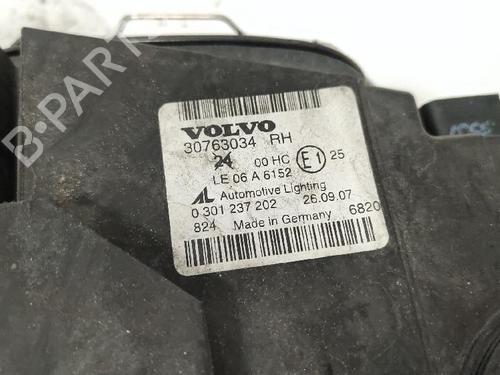 B-PARTS
VOLVO
30763034 RH
24 00 HC E1 25
LE 06 A 6152
AL Automotive Lighting
0 301 237 202 26.09.07
824 Made in Germany 6820